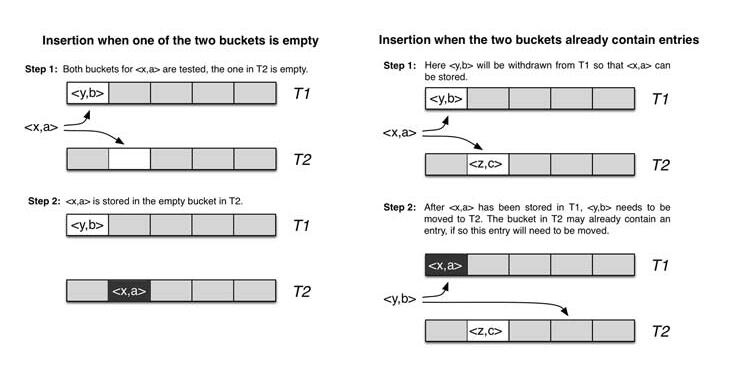 Insertion when one of the two buckets is empty
Step 1: Both buckets for <x,a> are tested, the one in T2 is empty.
<y,b>
T1
<x,a>
T2
Step 2: <x,a> is stored in the empty bucket in T2.
<y,b>
T1
<x,a>
T2
Insertion when the two buckets already contain entries
Step 1: Here <y,b> will be withdrawn from T1 so that <x,a> can
be stored.
<y,b>
T1
<x,a>
<z,c>
T2
Step 2: After <x,a> has been stored in T1, <y,b> needs to be
moved to T2. The bucket in T2 may already contain an
entry, if so this entry will need to be moved.
<x,a>
T1
<y,b>
<z,c>
T2